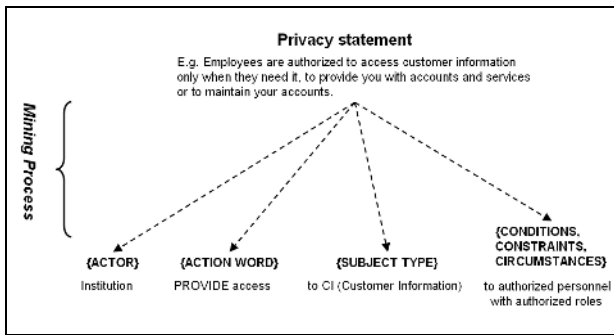 Privacy statement
E.g. Employees are authorized to access customer information
only when they need it, to provide you with accounts and services
or to maintain your accounts.
Mining Process
{ACTOR}
Institution
{ACTION WORD}
PROVIDE access
{SUBJECT TYPE}
to CI (Customer Information)
{CONDITIONS,
CONSTRAINTS,
CIRCUMSTANCES}
to authorized personnel
with authorized roles